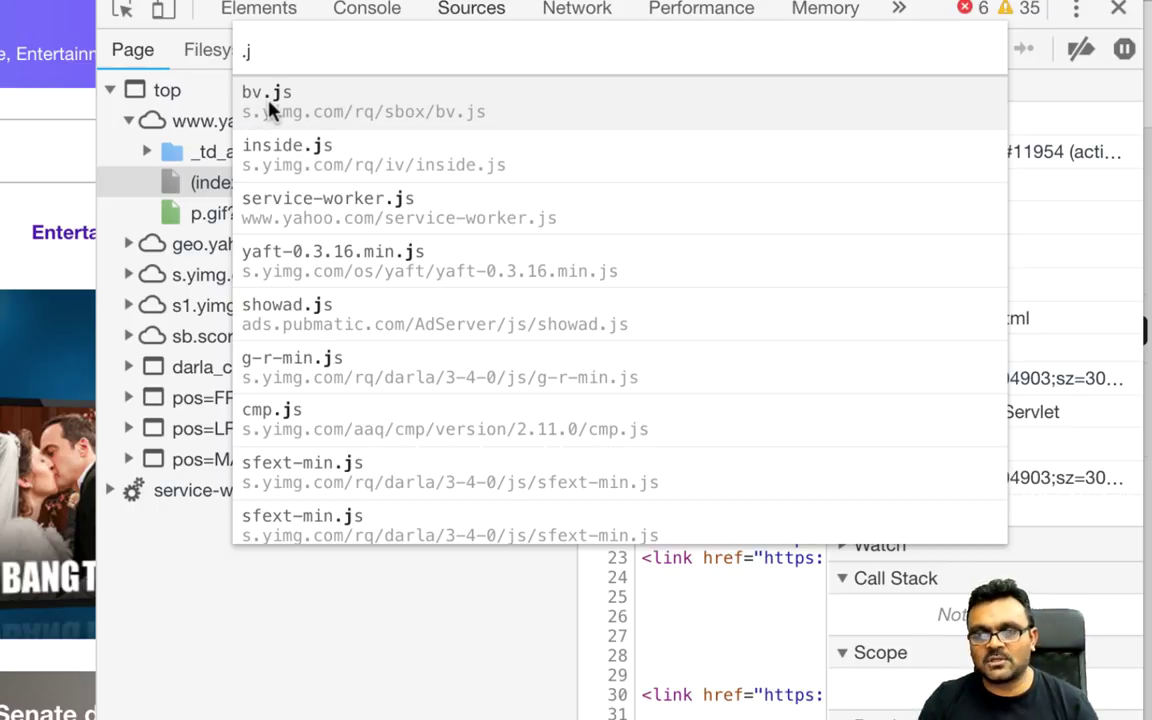 Elements Console Sources Network Performance Memory » 6 35
e, Entertainm
Page Filesy
.j
top
bv.js
s.yimg.com/rq/sbox/bv.js
www.ya
inside.js
s.yimg.com/rq/iv/inside.js
_td_a
#11954 (acti…
(inde
service-worker.js
www.yahoo.com/service-worker.js
p.gif?
Enterta
geo.yah
yaft-0.3.16.min.js
s.yimg.com/os/yaft/yaft-0.3.16.min.js
s.yimg.
showad.js
ads.pubmatic.com/AdServer/js/showad.js
s1.yimg
tml
sb.scor
g-r-min.js
s.yimg.com/rq/darla/3-4-0/js/g-r-min.js
darla_c
04903;sz=30…
pos=FP
cmp.js
s.yimg.com/aaq/cmp/version/2.11.0/cmp.js
Servlet
pos=LR
pos=MA
sfext-min.js
s.yimg.com/rq/darla/3-4-0/js/sfext-min.js
04903;sz=30…
service-w
sfext-min.js
s.yimg.com/rq/darla/3-4-0/js/sfext-min.js
Watch
23 <link href="https:
24
25
26
27
28
29
30 <link href="https:
31
Call Stack
Not
Scope
BANG T
Senate d